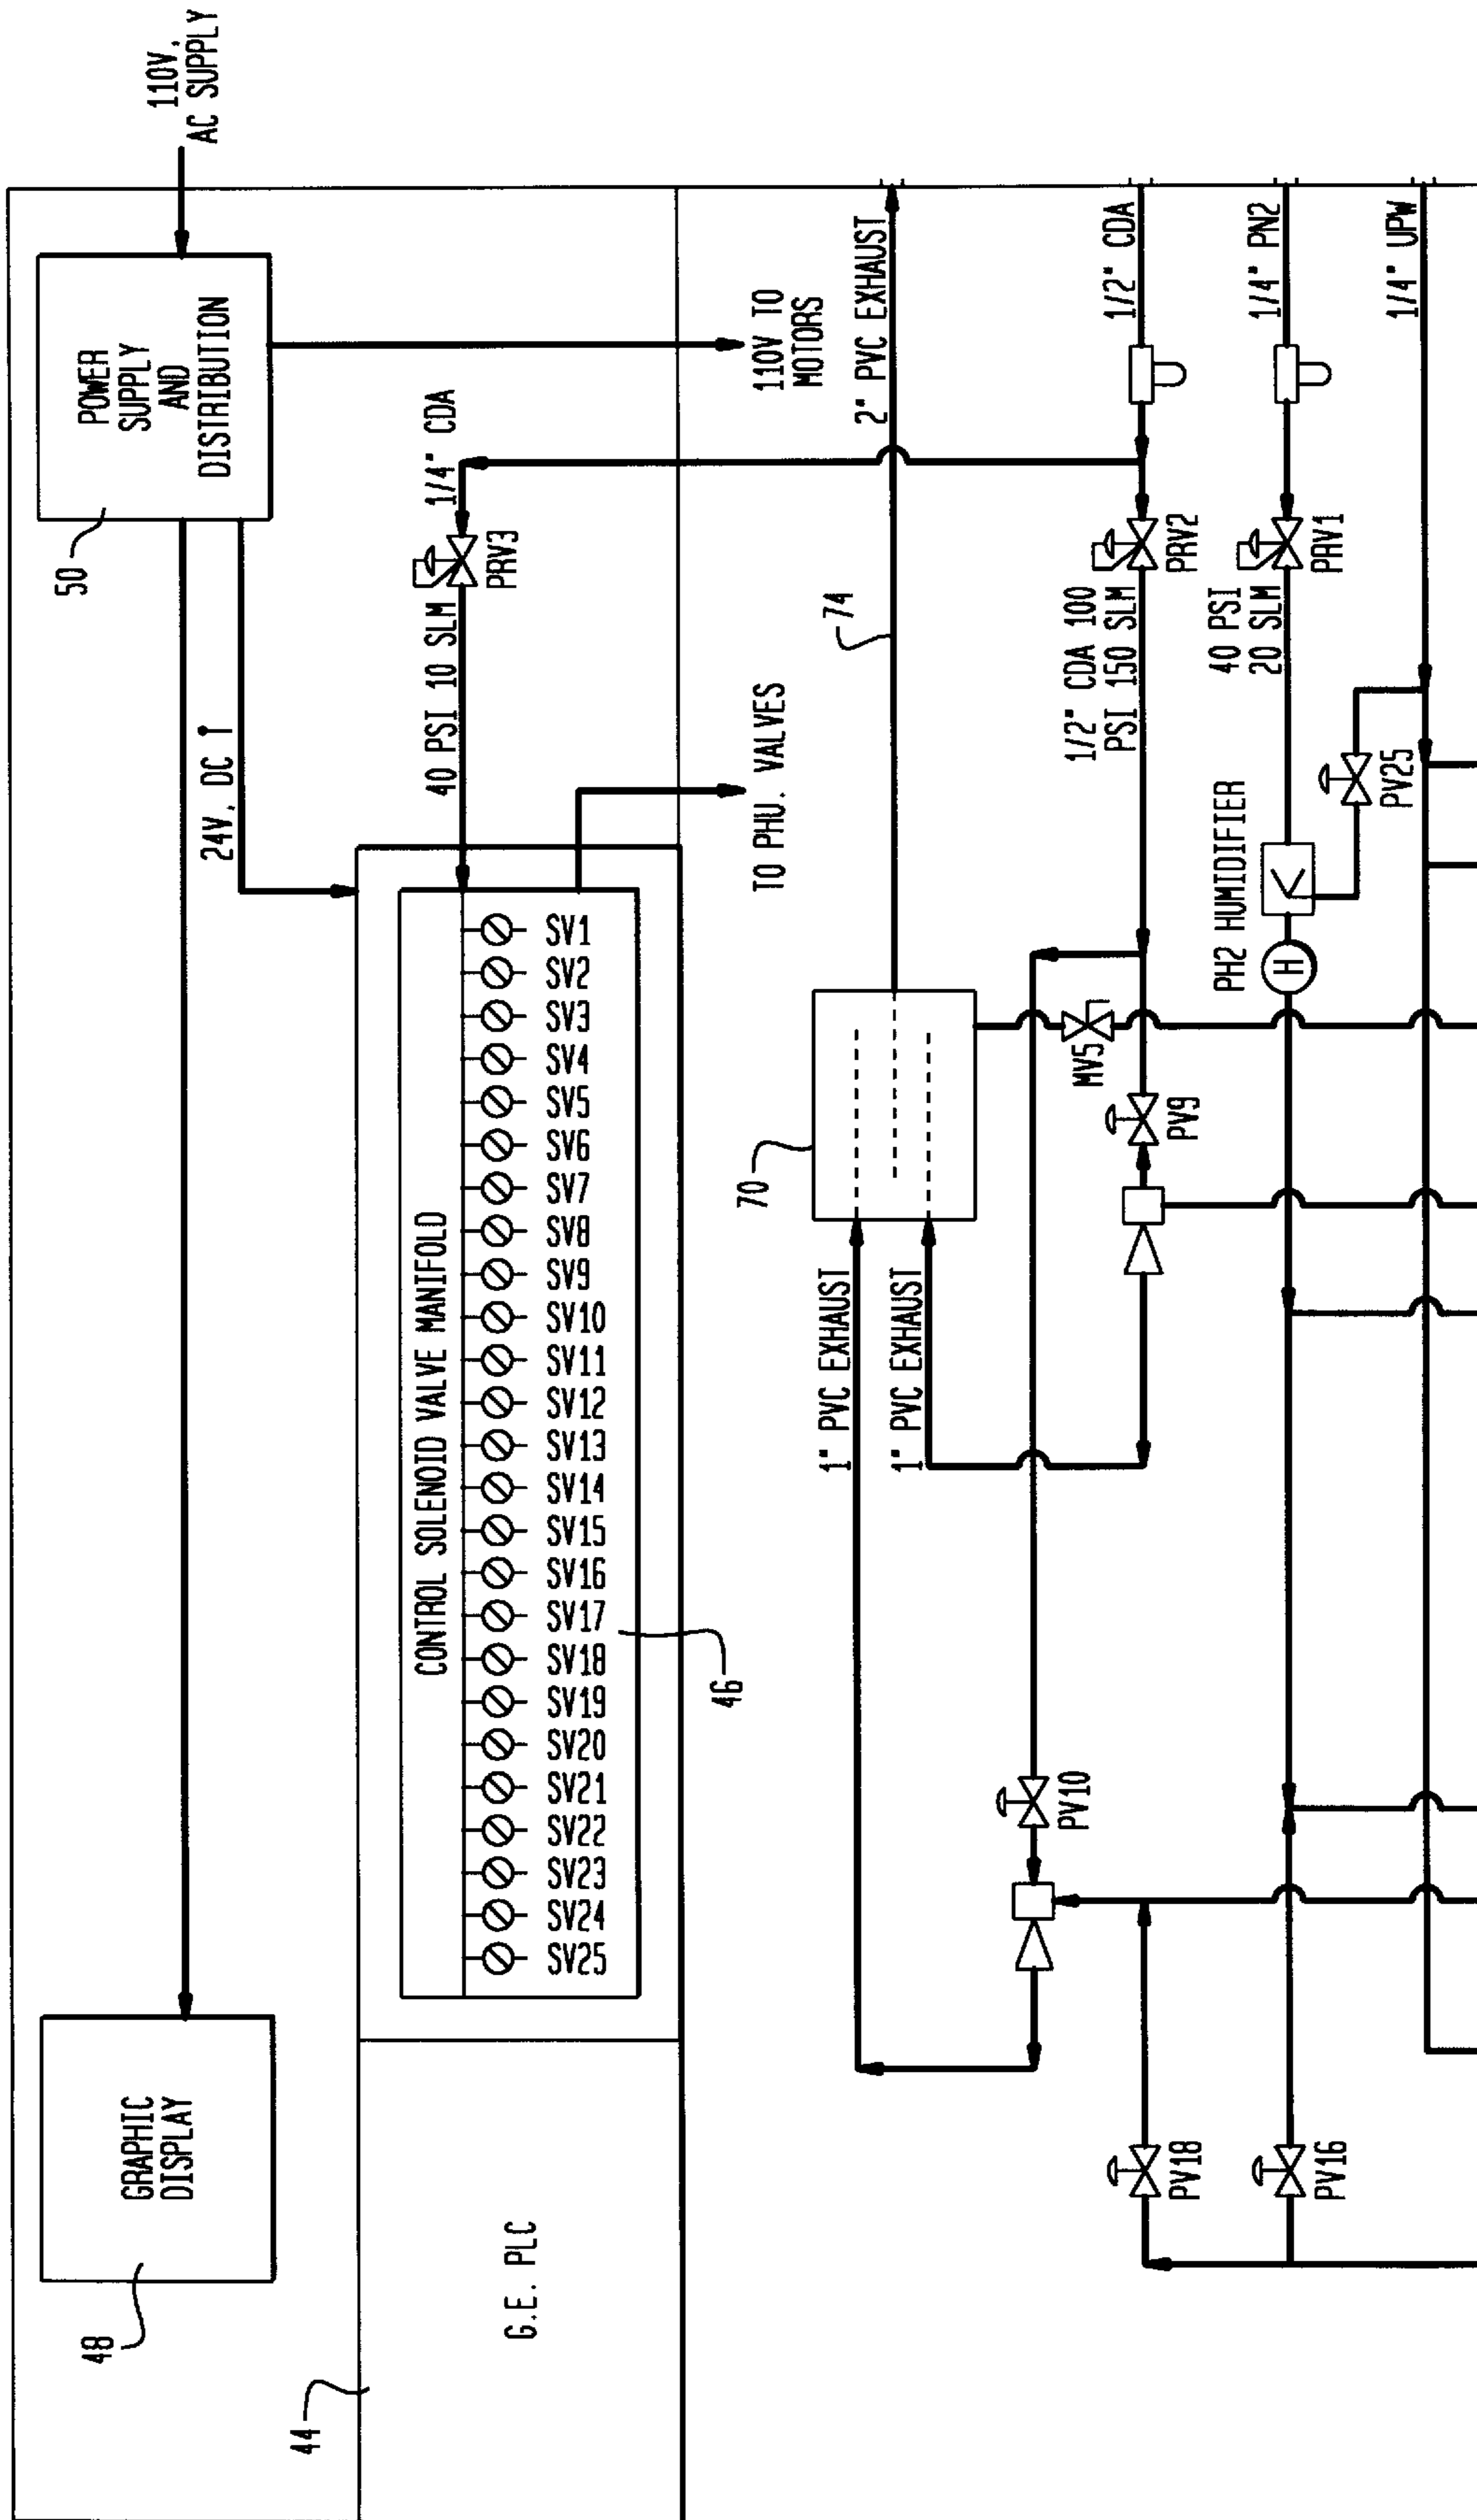 110V,
AC SUPPLY
POWER
SUPPLY
AND
DISTRIBUTION
50
24V, DC
110V TO
MOTORS
GRAPHIC
DISPLAY
48
44
G.E. PLC
1/4" CDA
PRV3
40 PSI 10 SLM
CONTROL SOLENOID VALVE MANIFOLD
SV25
SV24
SV23
SV22
SV21
SV20
SV19
SV18
SV17
SV16
SV15
SV14
SV13
SV12
SV11
SV10
SV9
SV8
SV7
SV6
SV5
SV4
SV3
SV2
SV1
46
TO PHU. VALVES
2" PVC EXHAUST
74
70
1" PVC EXHAUST
1" PVC EXHAUST
1/2" CDA
PRV2
1/2" CDA 100
PSI 150 SLM
MV5
PV9
PV10
PV18
1/4" PN2
PRV1
40 PSI
20 SLM
PH2 HUMIDIFIER
H
PV25
PV16
1/4" UPW